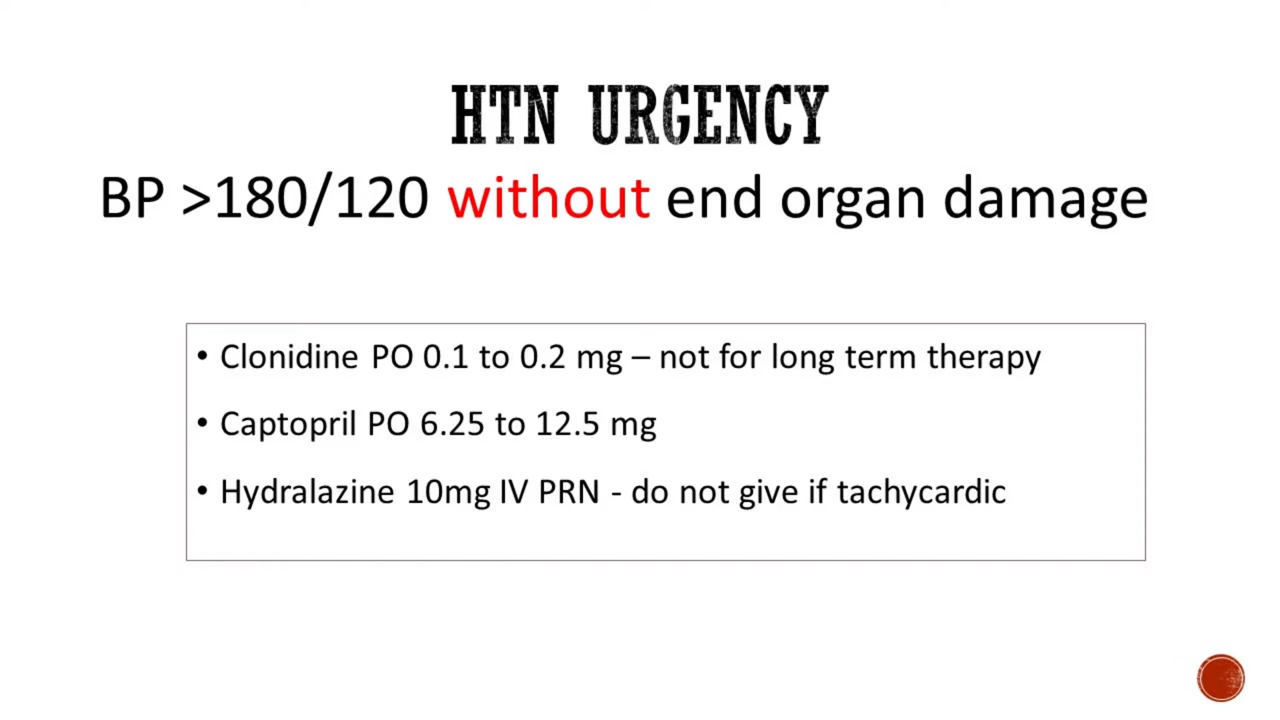 HTN URGENCY
BP >180/120 without end organ damage
• Clonidine PO 0.1 to 0.2 mg – not for long term therapy
• Captopril PO 6.25 to 12.5 mg
• Hydralazine 10mg IV PRN - do not give if tachycardic